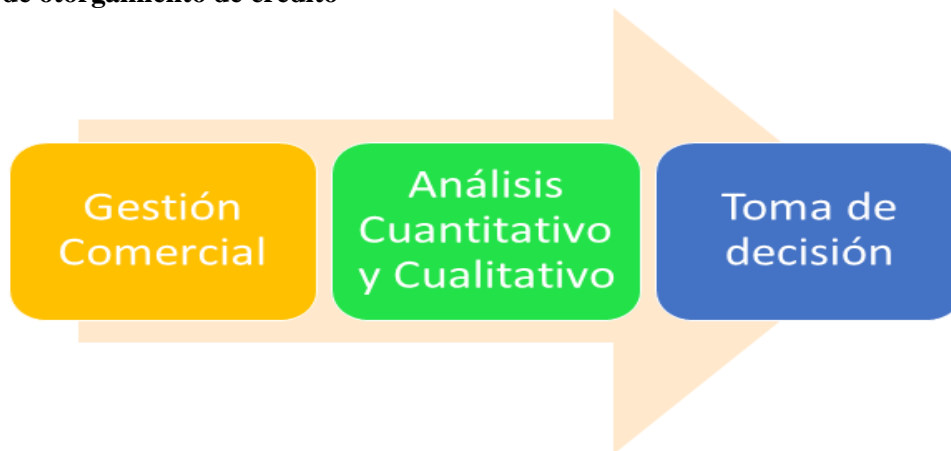 de otorgamiento de crédito
Gestión
Comercial
Análisis
Cuantitativo
y Cualitativo
Toma de
decisión